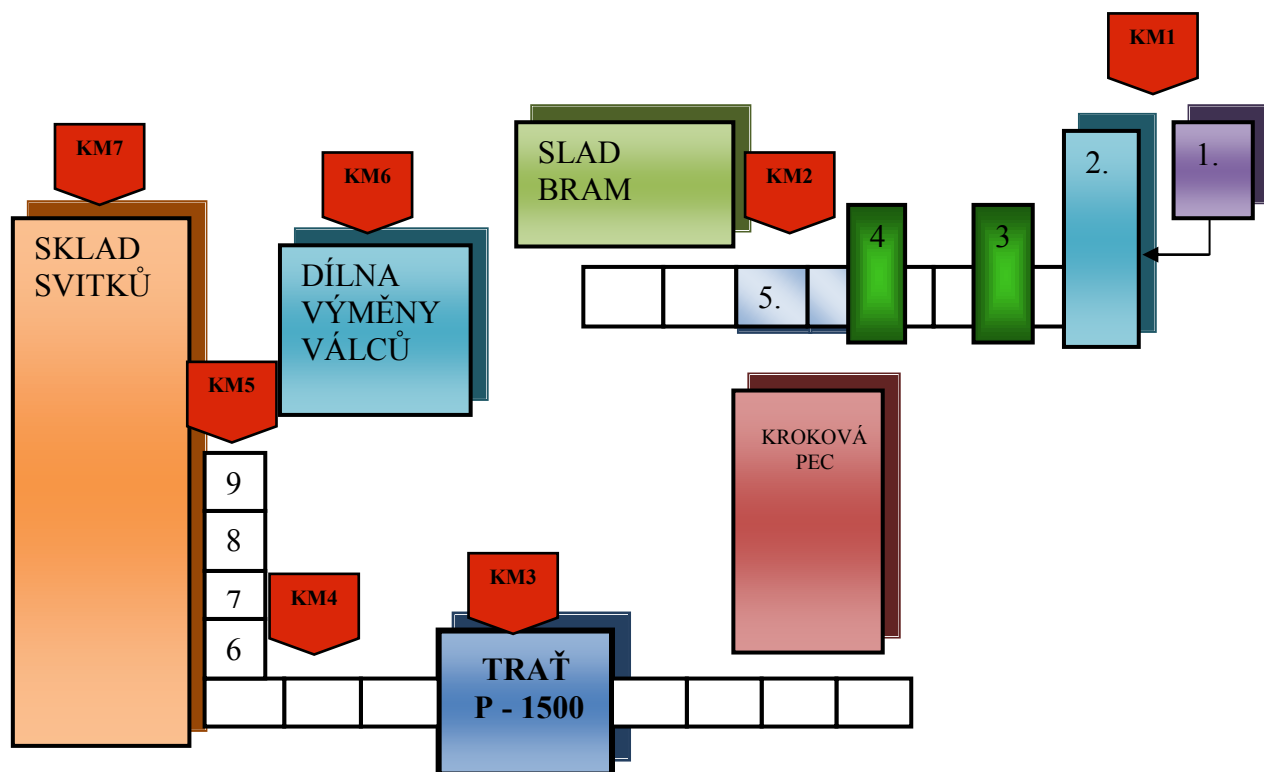 KM1
KM7
KM6
SLAD
BRAM
KM2
2.
1.
4
3
SKLAD
SVITKŮ
DÍLNA
VÝMĚNY
VÁLCŮ
5.
KM5
KROKOVÁ
PEC
9
8
7
6
KM4
KM3
TRAŤ
P - 1500